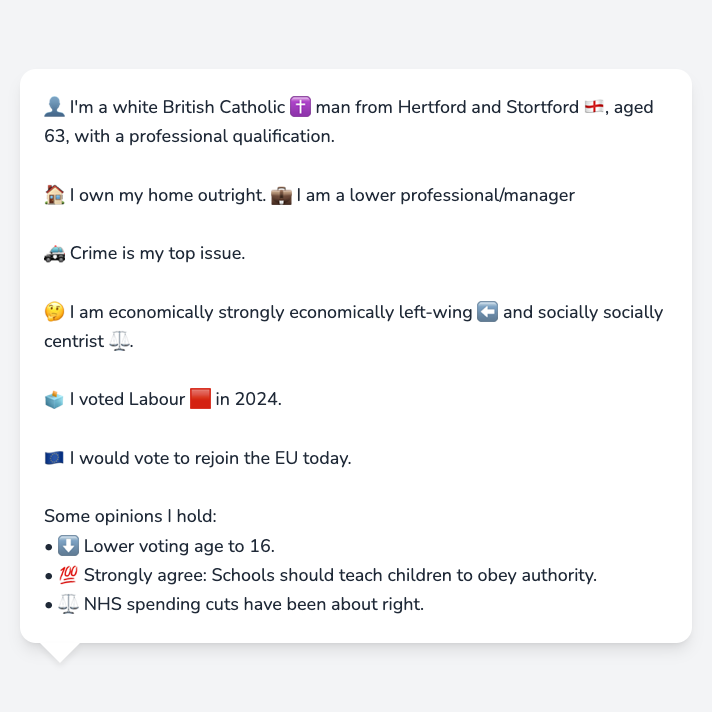 👤 I'm a white British Catholic ✝️ man from Hertford and Stortford 🏴󠁧󠁢󠁥󠁮󠁧󠁿, aged
63, with a professional qualification.
🏠 I own my home outright. 💼 I am a lower professional/manager
🚓 Crime is my top issue.
🤔 I am economically strongly economically left-wing ⬅️ and socially socially
centrist ⚖️.
🗳️ I voted Labour 🟥 in 2024.
🇪🇺 I would vote to rejoin the EU today.
Some opinions I hold:
• ⬇️ Lower voting age to 16.
• 💯 Strongly agree: Schools should teach children to obey authority.
• ⚖️ NHS spending cuts have been about right.